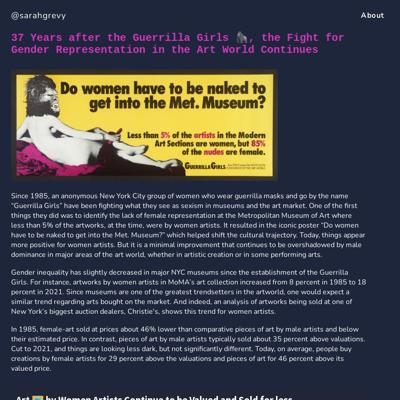 @sarahgrevy
About
37 Years after the Guerrilla Girls 🦍, the Fight for
Gender Representation in the Art World Continues
Do women have to be naked to
get into the Met. Museum?
Less than 5% of the artists in the Modern
Art Sections are women, but 85%
of the nudes are female.
GUERRILLA GIRLS
Since 1985, an anonymous New York City group of women who wear guerrilla masks and go by the name
"Guerrilla Girls" have been fighting what they see as sexism in museums and the art market. One of the first
things they did was to identify the lack of female representation at the Metropolitan Museum of Art where
less than 5% of the artworks, at the time, were by women artists. It resulted in the iconic poster "Do women
have to be naked to get into the Met. Museum?" which helped shift the cultural trajectory. Today, things appear
more positive for women artists. But it is a minimal improvement that continues to be overshadowed by male
dominance in major areas of the art world, whether in artistic creation or in some performing arts.
Gender inequality has slightly decreased in major NYC museums since the establishment of the Guerrilla
Girls. For instance, artworks by women artists in MoMA's art collection increased from 8 percent in 1985 to 18
percent in 2021. Since museums are one of the greatest trendsetters in the artworld, one would expect a
similar trend regarding arts bought on the market. And indeed, an analysis of artworks being sold at one of
New York's biggest auction dealers, Christie's, shows this trend for women artists.
In 1985, female-art sold at prices about 46% lower than comparative pieces of art by male artists and below
their estimated price. In contrast, pieces of art by male artists typically sold about 35 percent above valuations.
Cut to 2021, and things are looking less dark, but not significantly different. Today, on average, people buy
creations by female artists for 29 percent above the valuations and pieces of art for 46 percent above its
valued price.
Art 🖼️ by Women Artists Continue to be Valued and Sold for less